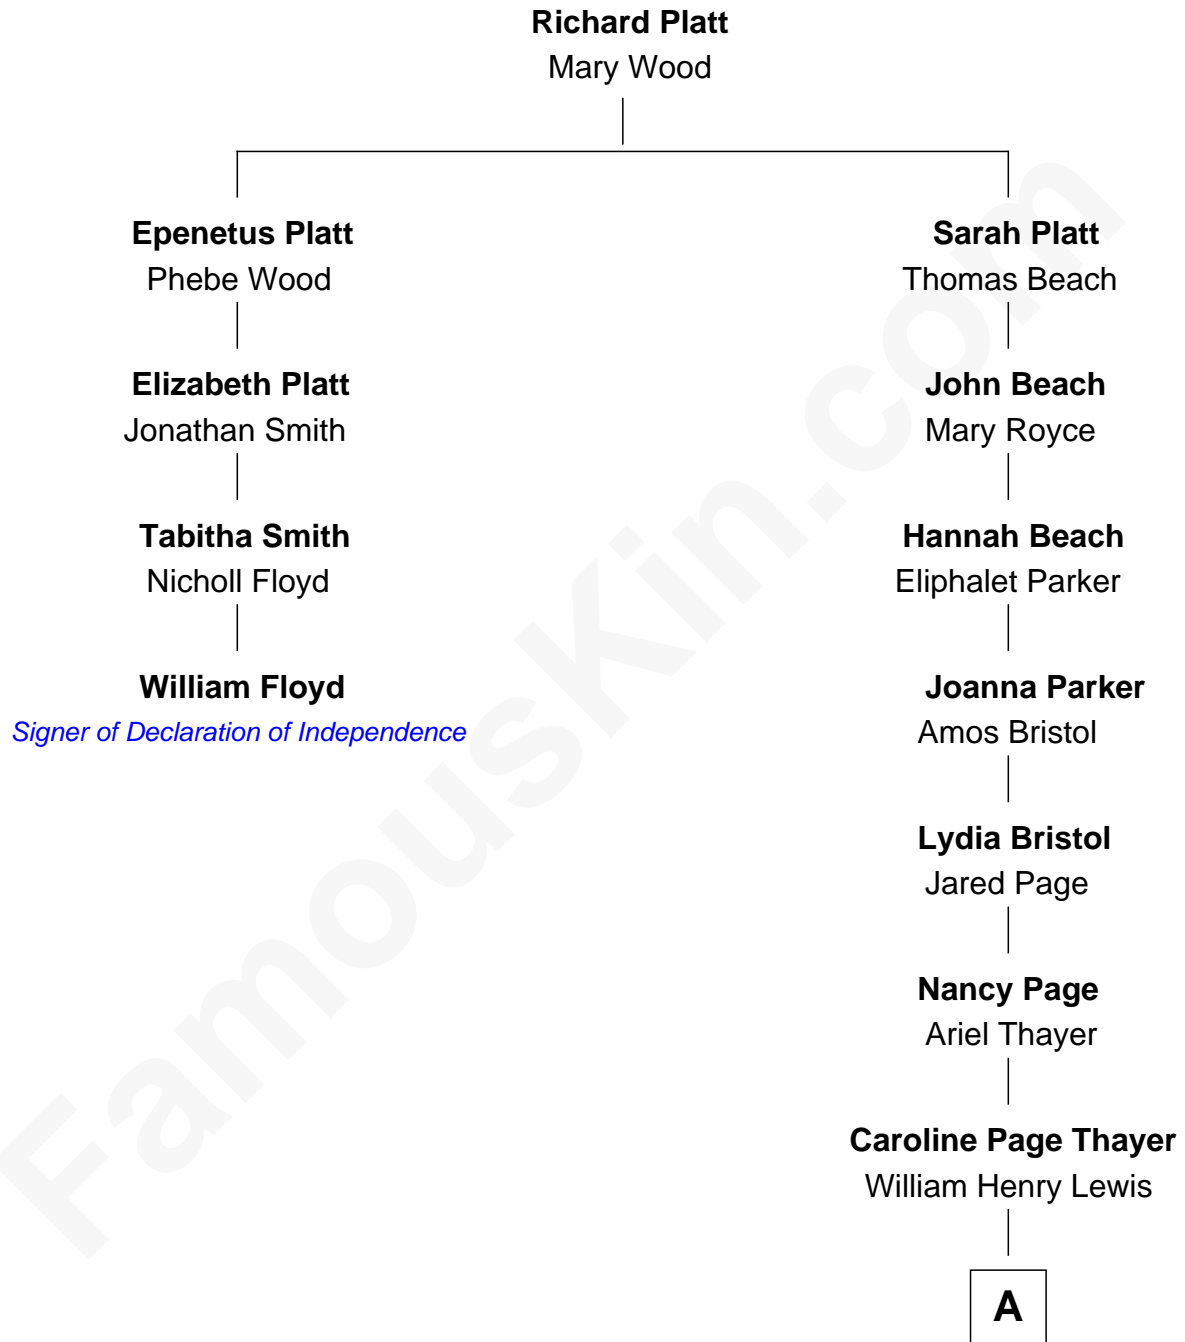 Richard Platt
Mary Wood
Epenetus Platt
Phebe Wood
Sarah Platt
Thomas Beach
Elizabeth Platt
Jonathan Smith
John Beach
Mary Royce
Tabitha Smith
Nicholl Floyd
Hannah Beach
Eliphalet Parker
William Floyd
Signer of Declaration of Independence
Joanna Parker
Amos Bristol
Lydia Bristol
Jared Page
Nancy Page
Ariel Thayer
Caroline Page Thayer
William Henry Lewis
A
FamousKin.com